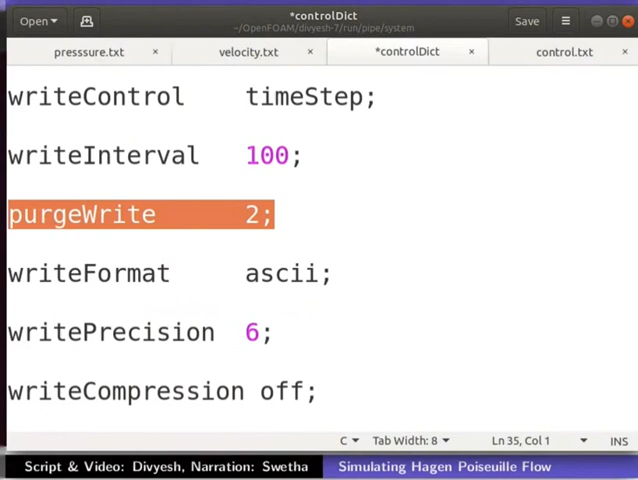 Open
*controlDict
~/OpenFOAM/divyesh-7/run/pipe/system
Save
presssure.txt × velocity.txt × *controlDict × control.txt ×
writeControl timeStep;
writeInterval 100;
purgeWrite 2;
writeFormat ascii;
writePrecision 6;
writeCompression off;
C Tab Width: 8 Ln 35, Col 1 INS
Script & Video: Divyesh, Narration: Swetha Simulating Hagen Poiseuille Flow